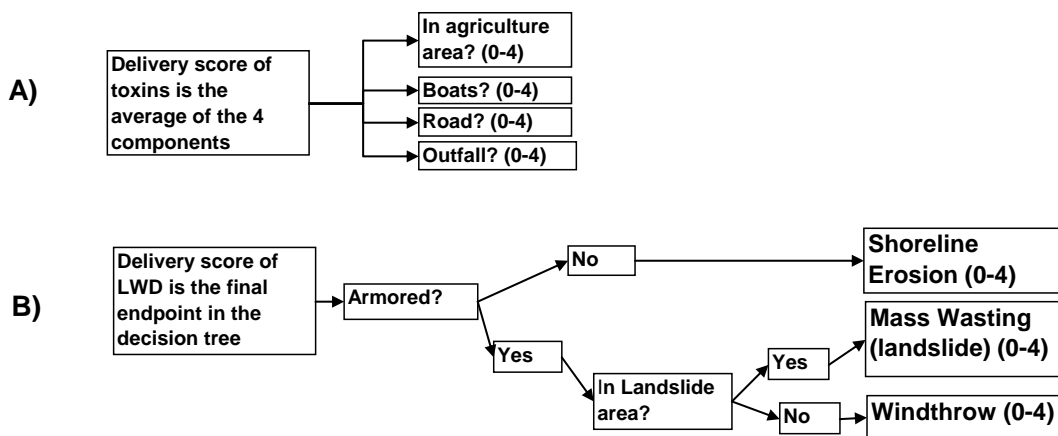 A)
Delivery score of
toxins is the
average of the 4
components
In agriculture
area? (0-4)
Boats? (0-4)
Road? (0-4)
Outfall? (0-4)
B)
Delivery score of
LWD is the final
endpoint in the
decision tree
Armored?
No
Shoreline
Erosion (0-4)
Yes
In Landslide
area?
Yes
Mass Wasting
(landslide) (0-4)
No
Windthrow (0-4)